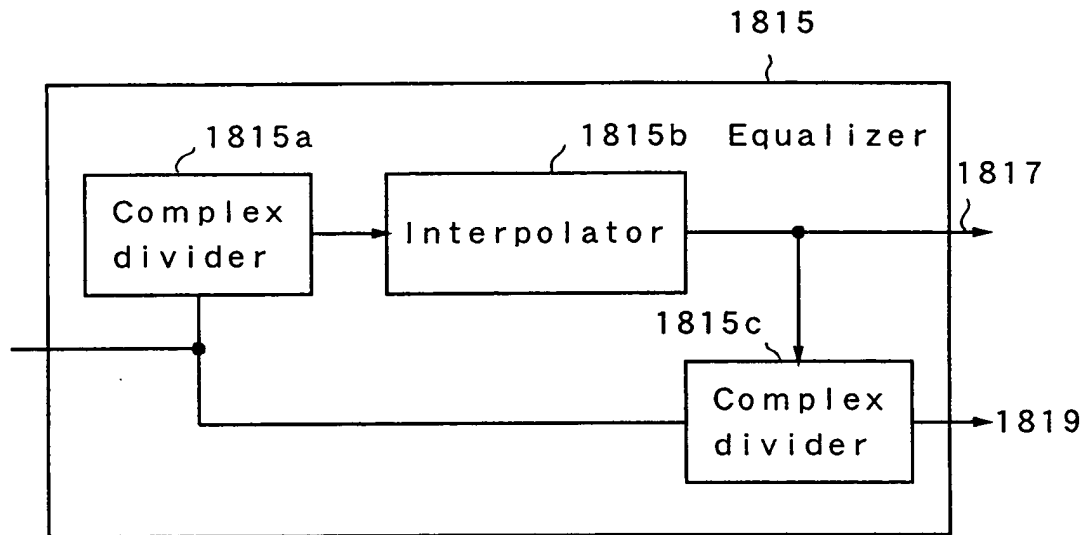 1815
1815a
1815b
Equalizer
1817
Complex
divider
Interpolator
1815c
Complex
divider
1819